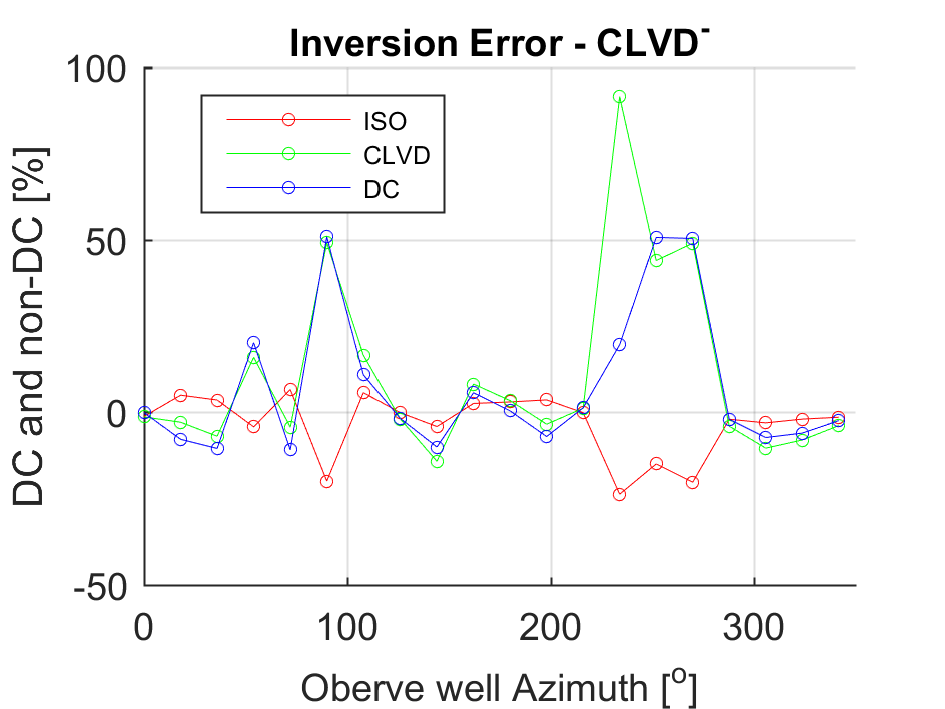 Inversion Error - CLVD⁻
DC and non-DC [%]
100
50
0
-50
ISO
CLVD
DC
0 100 200 300
Oberve well Azimuth [o]